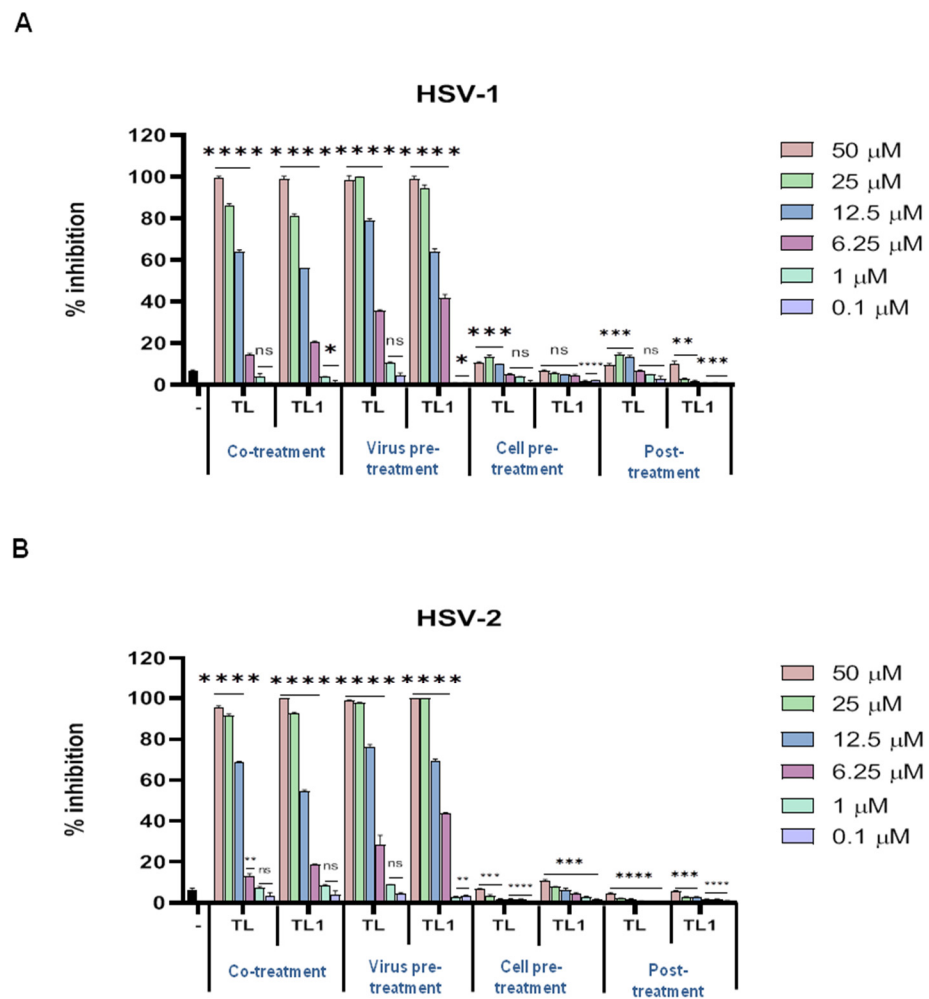 A
HSV-1
120
100
80
60
40
20
0
% inhibition
**** **** **** ****
ns
*
ns
*
***
ns
ns
****
***
ns
**
***
-
TL
TL1
TL
TL1
TL
TL1
TL
TL1
Co-treatment
Virus pre-
treatment
Cell pre-
treatment
Post-
treatment
50 μM
25 μM
12.5 μM
6.25 μM
1 μM
0.1 μM
B
HSV-2
120
100
80
60
40
20
0
% inhibition
**** **** **** ****
**
ns
ns
ns
**
***
****
***
****
***
****
-
TL
TL1
TL
TL1
TL
TL1
TL
TL1
Co-treatment
Virus pre-
treatment
Cell pre-
treatment
Post-
treatment
50 μM
25 μM
12.5 μM
6.25 μM
1 μM
0.1 μM